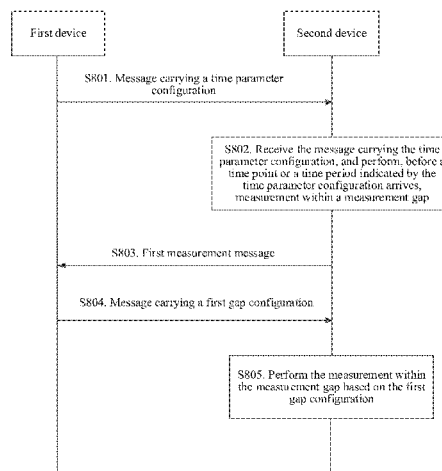 First device
Second device
S801. Message carrying a time parameter
configuration
S802. Receive the message carrying the time
parameter configuration, and perform, before a
time point or a time period indicated by the
time parameter configuration arrives,
measurement within a measurement gap
S803. First measurement message
S804. Message carrying a first gap configuration
S805. Perform the measurement within
the measurement gap based on the first
gap configuration